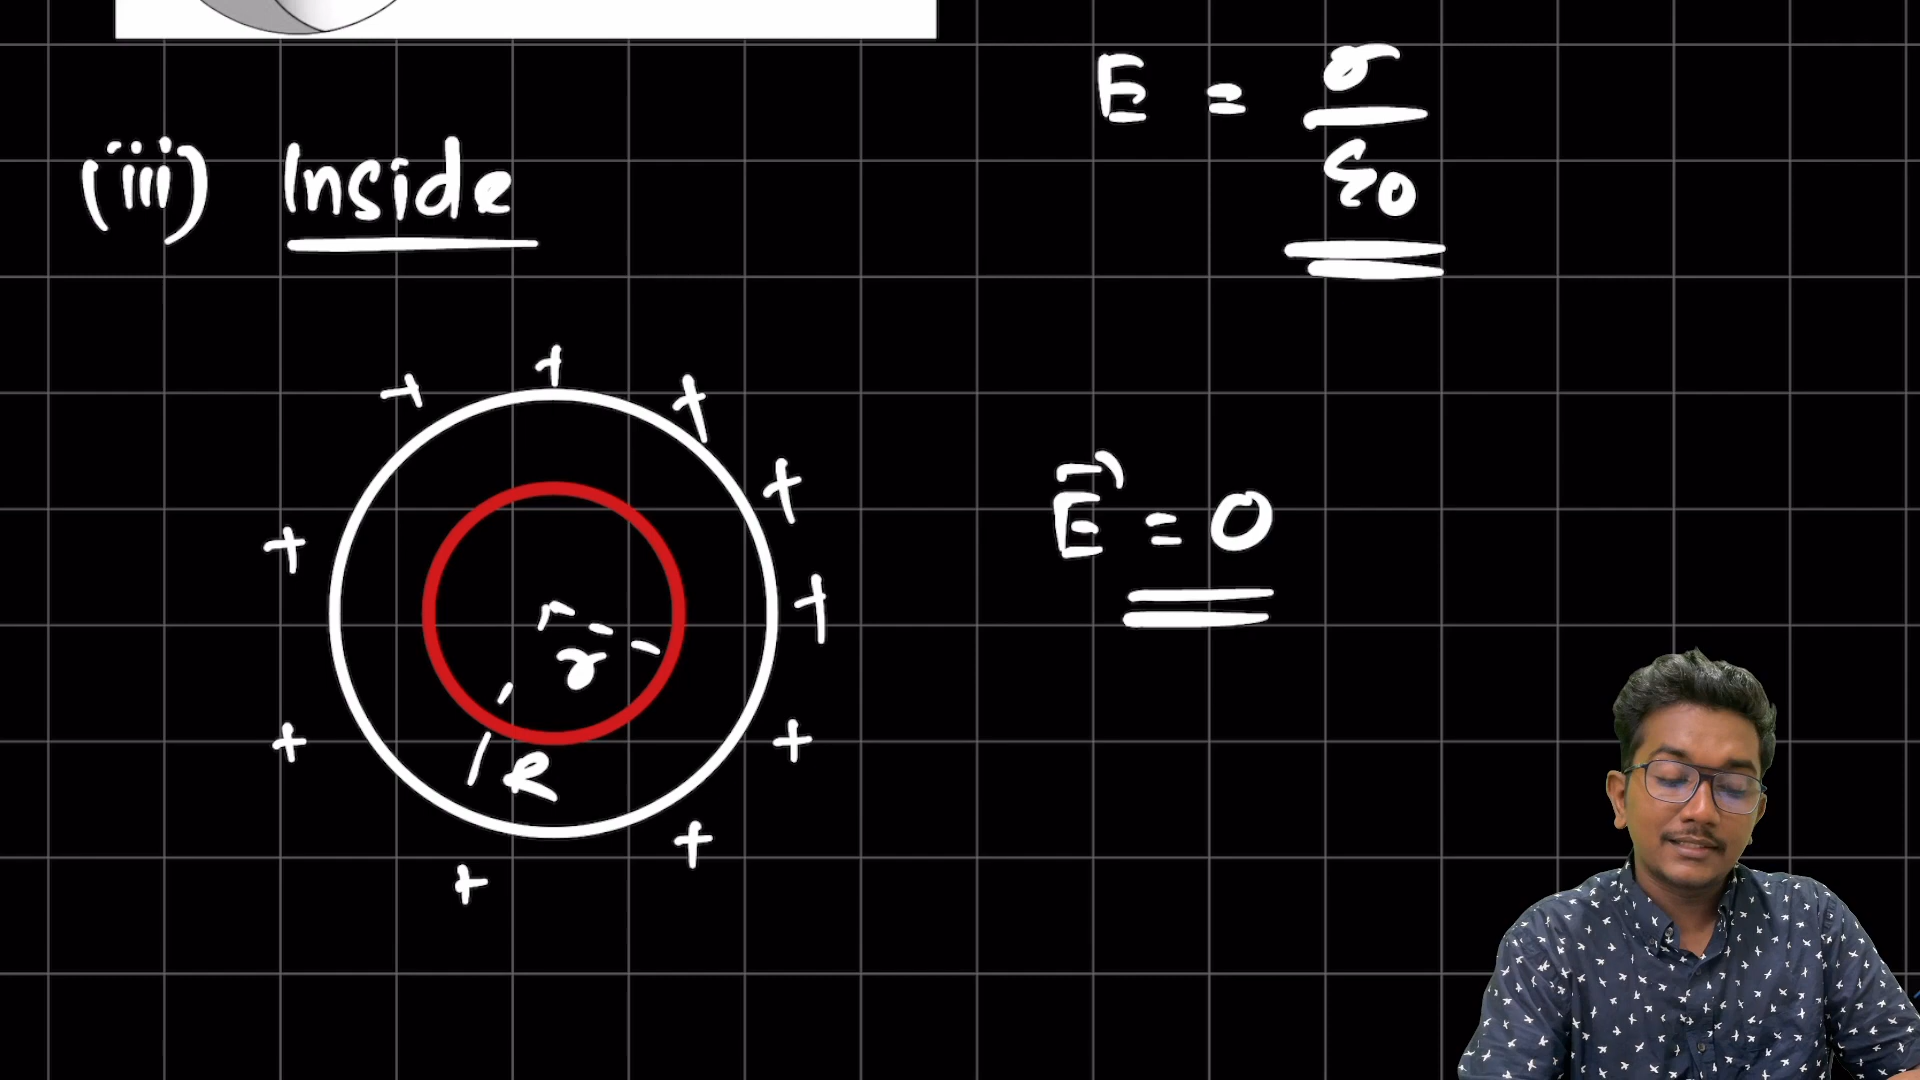 E = σ/ε0
(iii) Inside
+ + + + + + + + + + +
E⃗ = 0
r
R